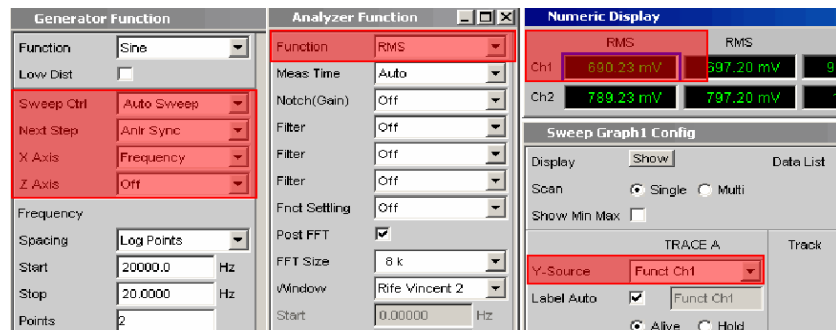 Generator Function
Function Sine
Low Dist
Sweep Ctrl Auto Sweep
Next Step Anlr Sync
X Axis Frequency
Z Axis Off
Frequency
Spacing Log Points
Start 20000.0 Hz
Stop 20.0000 Hz
Points 2
Analyzer Function
Function RMS
Meas Time Auto
Notch(Gain) Off
Filter Off
Filter Off
Filter Off
Fnct Settling Off
Post FFT
FFT Size 8 k
Window Rife Vincent 2
Start 0.00000 Hz
Numeric Display
RMS RMS
Ch1 690.23 mV 697.20 mV 9
Ch2 789.23 mV 797.20 mV
Sweep Graph1 Config
Display Show Data List
Scan Single Multi
Show Min Max
TRACE A Track
Y-Source Funct Ch1
Label Auto Funct Ch1
Alive Hold